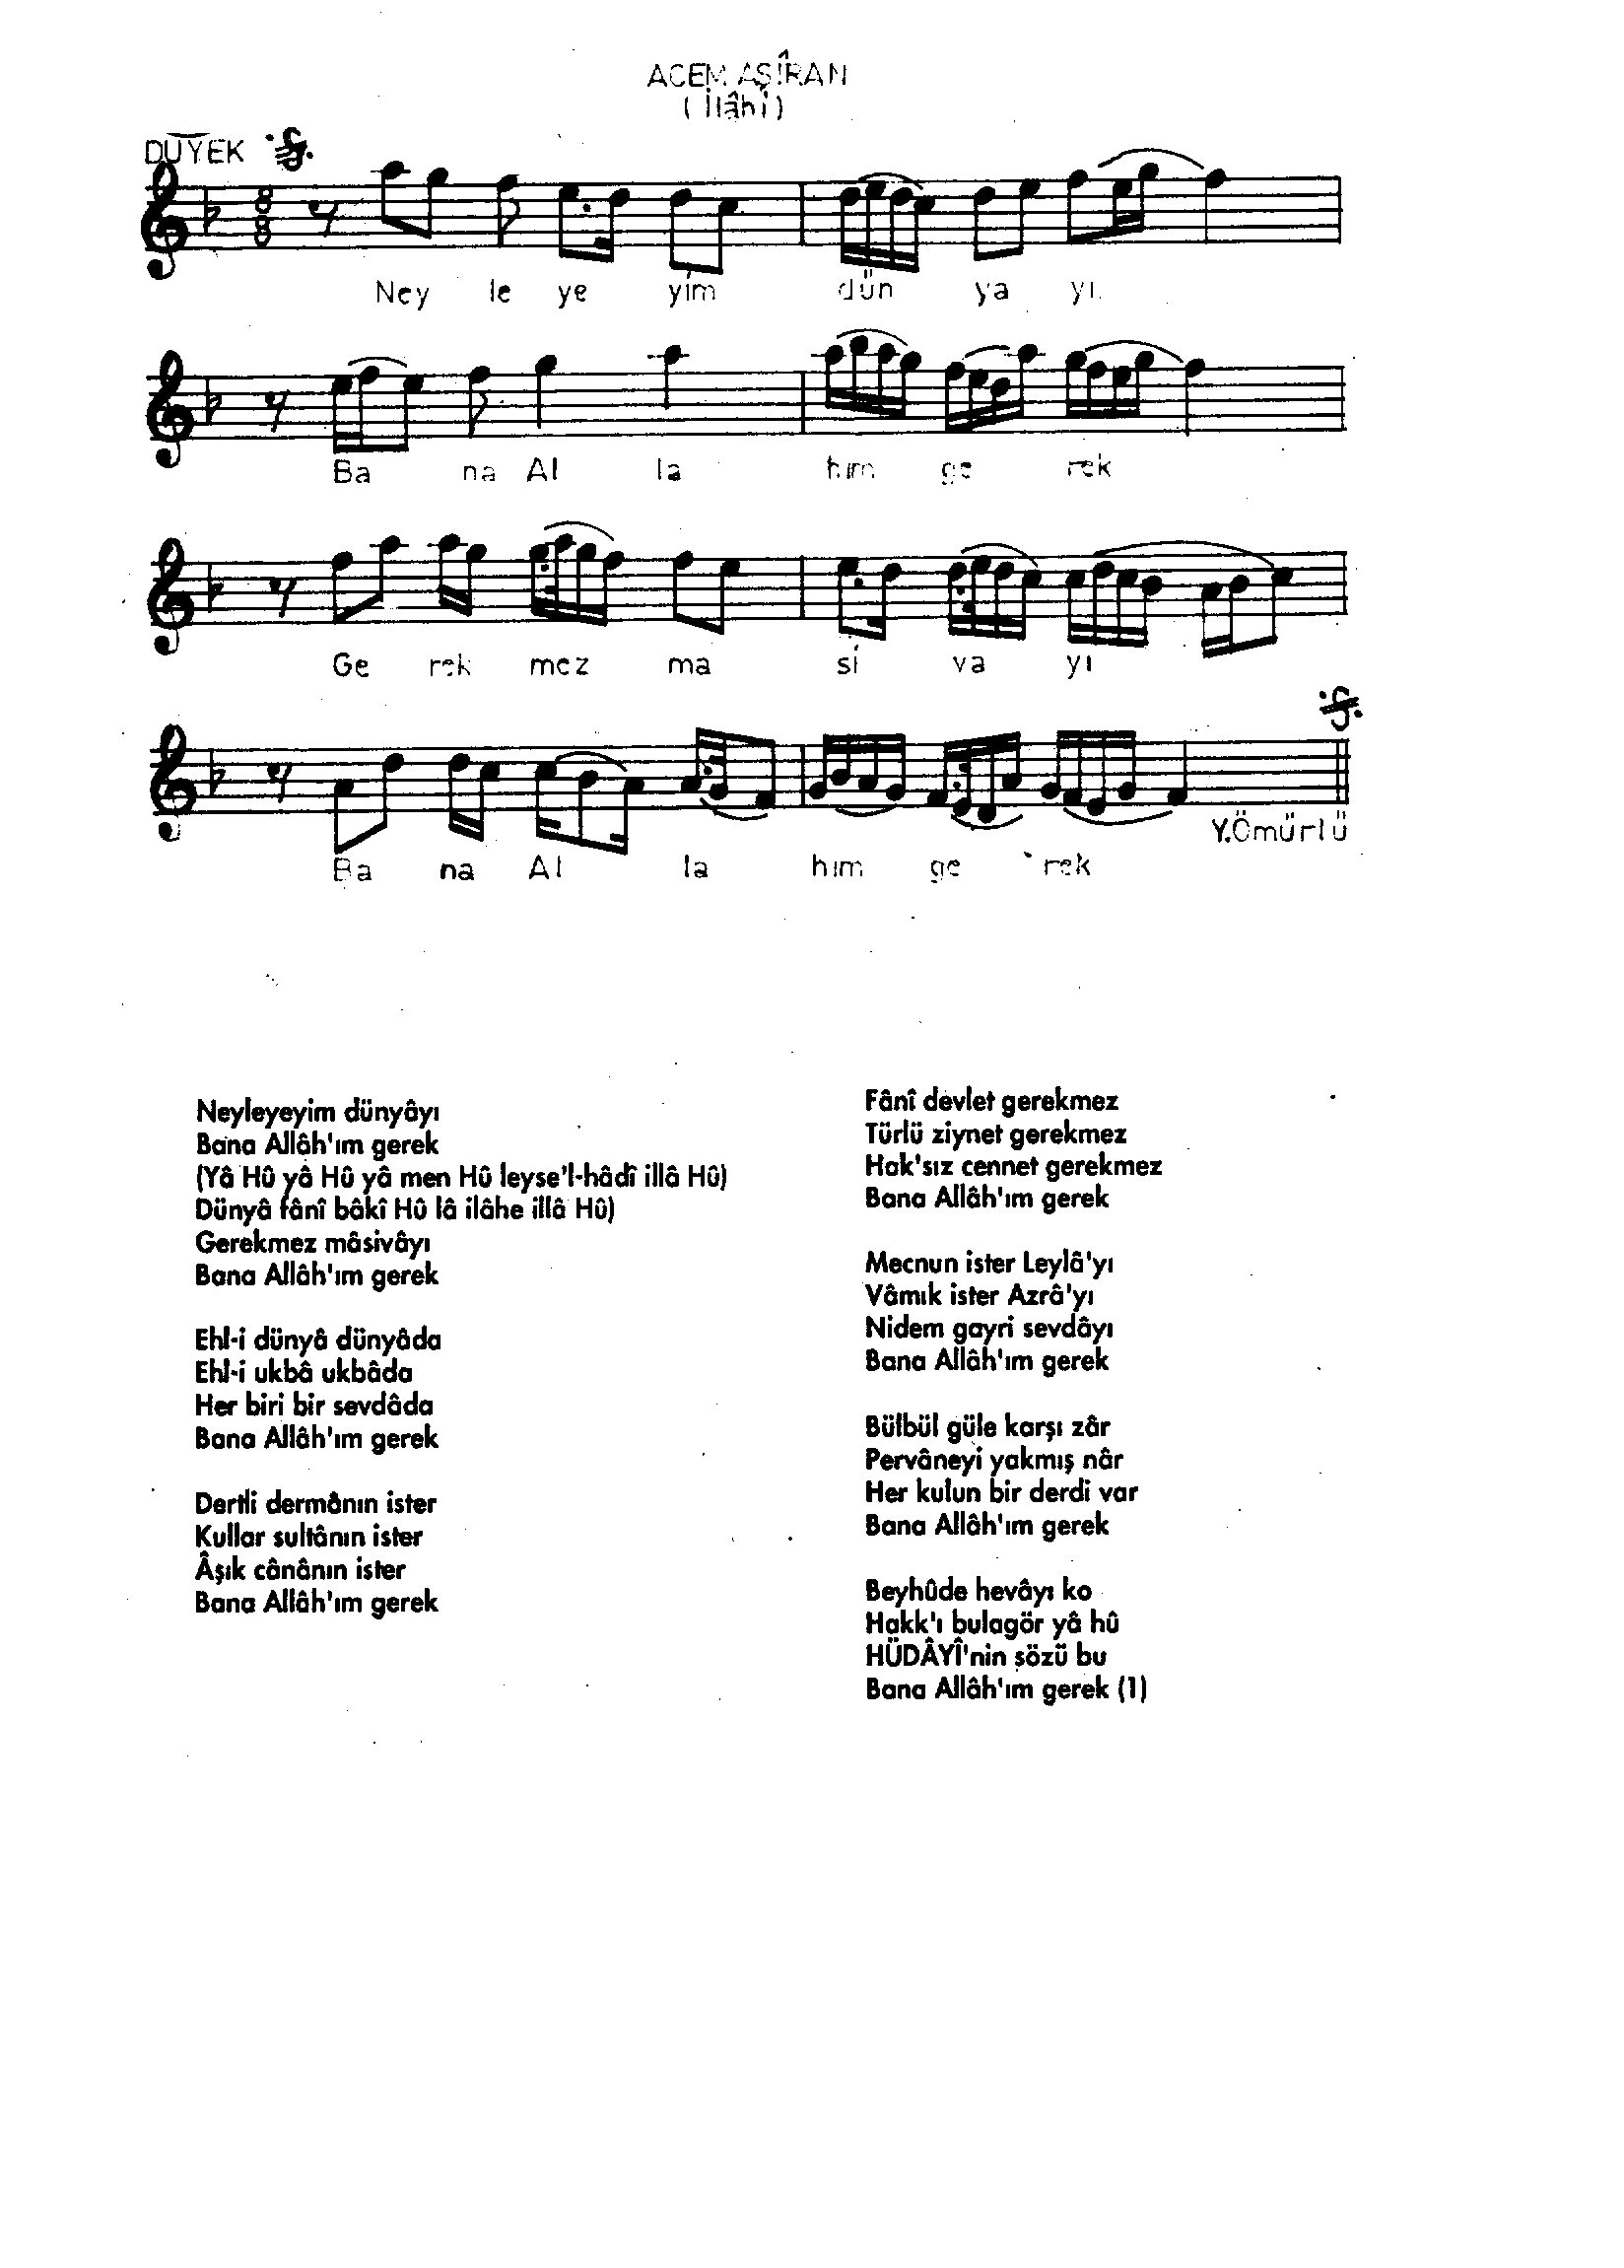 ACEM AŞÎRAN
(İlâhî)
DÜYEK
8
8
Ney le ye yim dün ya yı
Ba na Al la hım ge rek
Ge rek mez ma si va yı
Y.Ömürlü
Ba na Al la hım ge rek
Neyleyeyim dünyâyı
Bana Allâh'ım gerek
(Yâ Hû yâ Hû yâ men Hû leyse'l-hâdî illâ Hû)
Dünyâ fânî bâkî Hû lâ ilâhe illâ Hû)
Gerekmez mâsivâyı
Bana Allâh'ım gerek
Ehl-i dünyâ dünyâda
Ehl-i ukbâ ukbâda
Her biri bir sevdâda
Bana Allâh'ım gerek
Dertli dermânın ister
Kullar sultânın ister
Âşık cânânın ister
Bana Allâh'ım gerek
Fânî devlet gerekmez
Türlü ziynet gerekmez
Hak'sız cennet gerekmez
Bana Allâh'ım gerek
Mecnun ister Leylâ'yı
Vâmık ister Azrâ'yı
Nidem gayri sevdâyı
Bana Allâh'ım gerek
Bülbül güle karşı zâr
Pervâneyi yakmış nâr
Her kulun bir derdi var
Bana Allâh'ım gerek
Beyhûde hevâyı ko
Hakk'ı bulagör yâ hû
HÜDÂYÎ'nin sözü bu
Bana Allâh'ım gerek (1)